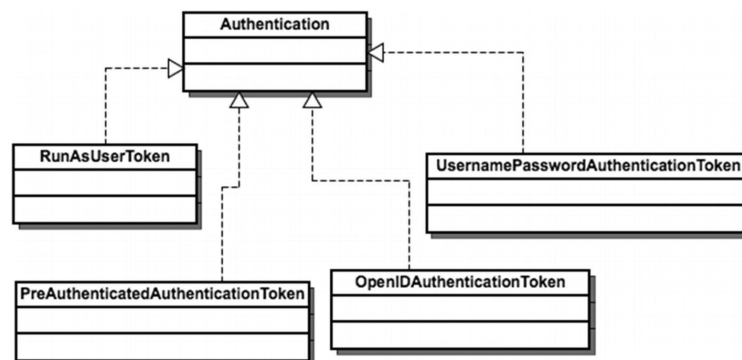 Authentication
RunAsUserToken
UsernamePasswordAuthenticationToken
PreAuthenticatedAuthenticationToken
OpenIDAuthenticationToken